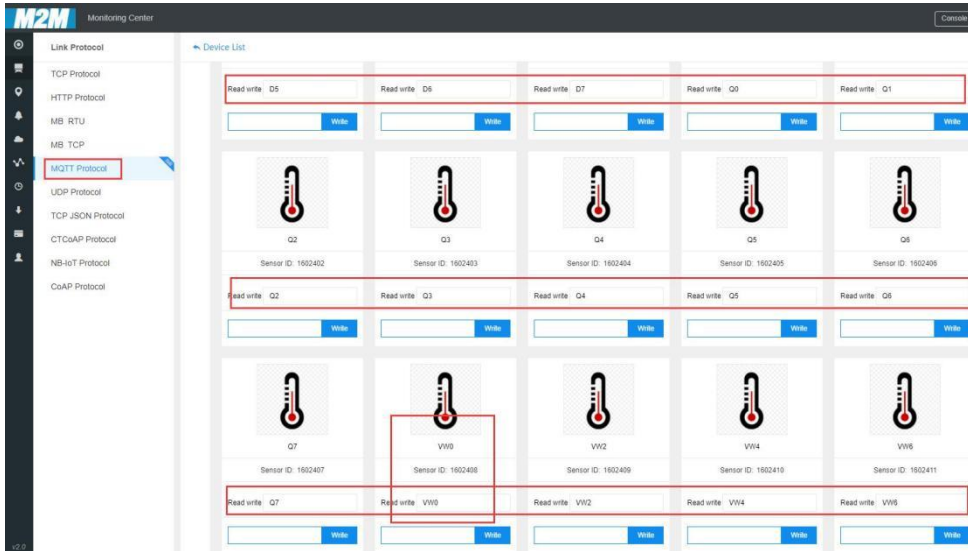 M2M Monitoring Center Console
Link Protocol
Device List
TCP Protocol
HTTP Protocol
MB RTU
MB TCP
MQTT Protocol
UDP Protocol
TCP JSON Protocol
CTCoAP Protocol
NB-IoT Protocol
CoAP Protocol
Read write D5 Read write D6 Read write D7 Read write Q0 Read write Q1
Write Write Write Write Write
Q2 Q3 Q4 Q5 Q6
Sensor ID: 1602402 Sensor ID: 1602403 Sensor ID: 1602404 Sensor ID: 1602405 Sensor ID: 1602406
Read write Q2 Read write Q3 Read write Q4 Read write Q5 Read write Q6
Write Write Write Write Write
Q7 VW0 VW2 VW4 VW6
Sensor ID: 1602407 Sensor ID: 1602408 Sensor ID: 1602409 Sensor ID: 1602410 Sensor ID: 1602411
Read write Q7 Read write VW0 Read write VW2 Read write VW4 Read write VW6
Write Write Write Write Write
v2.0